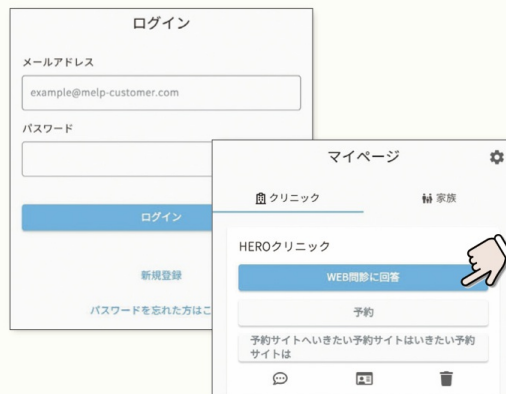 ログイン
メールアドレス
example@melp-customer.com
パスワード
ログイン
新規登録
パスワードを忘れた方はこ
マイページ
クリニック
家族
HEROクリニック
WEB問診に回答
予約
予約サイトへいきたい予約サイトはいきたい予約
サイトは